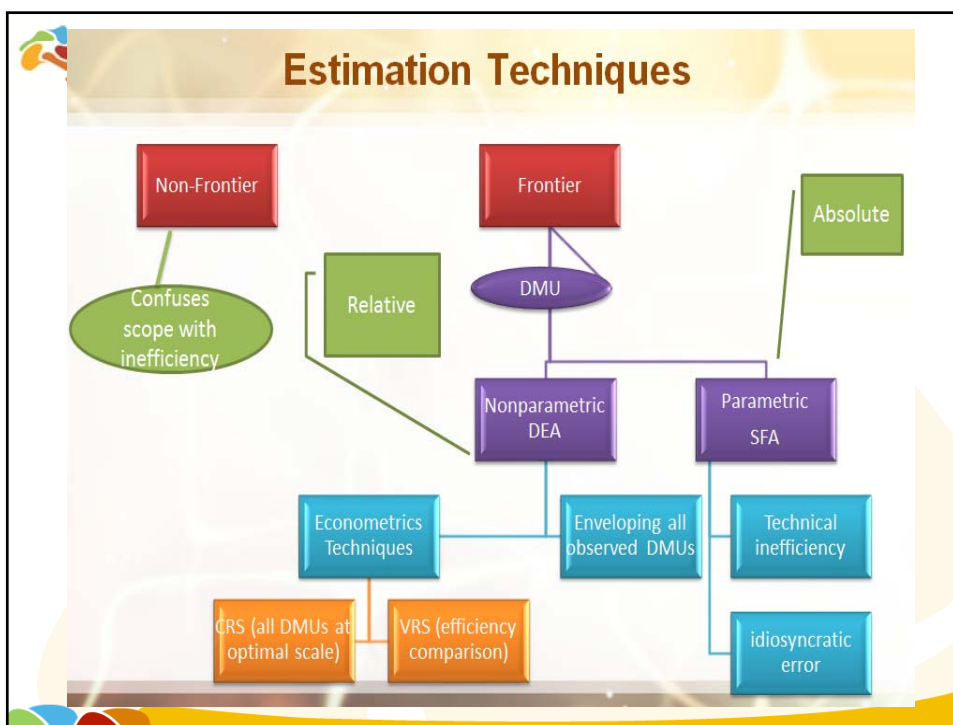 Estimation Techniques
Non-Frontier
Frontier
Absolute
Confuses
scope with
inefficiency
Relative
DMU
Nonparametric
DEA
Parametric
SFA
Econometrics
Techniques
Enveloping all
observed DMUs
Technical
inefficiency
CRS (all DMUs at
optimal scale)
VRS (efficiency
comparison)
idiosyncratic
error